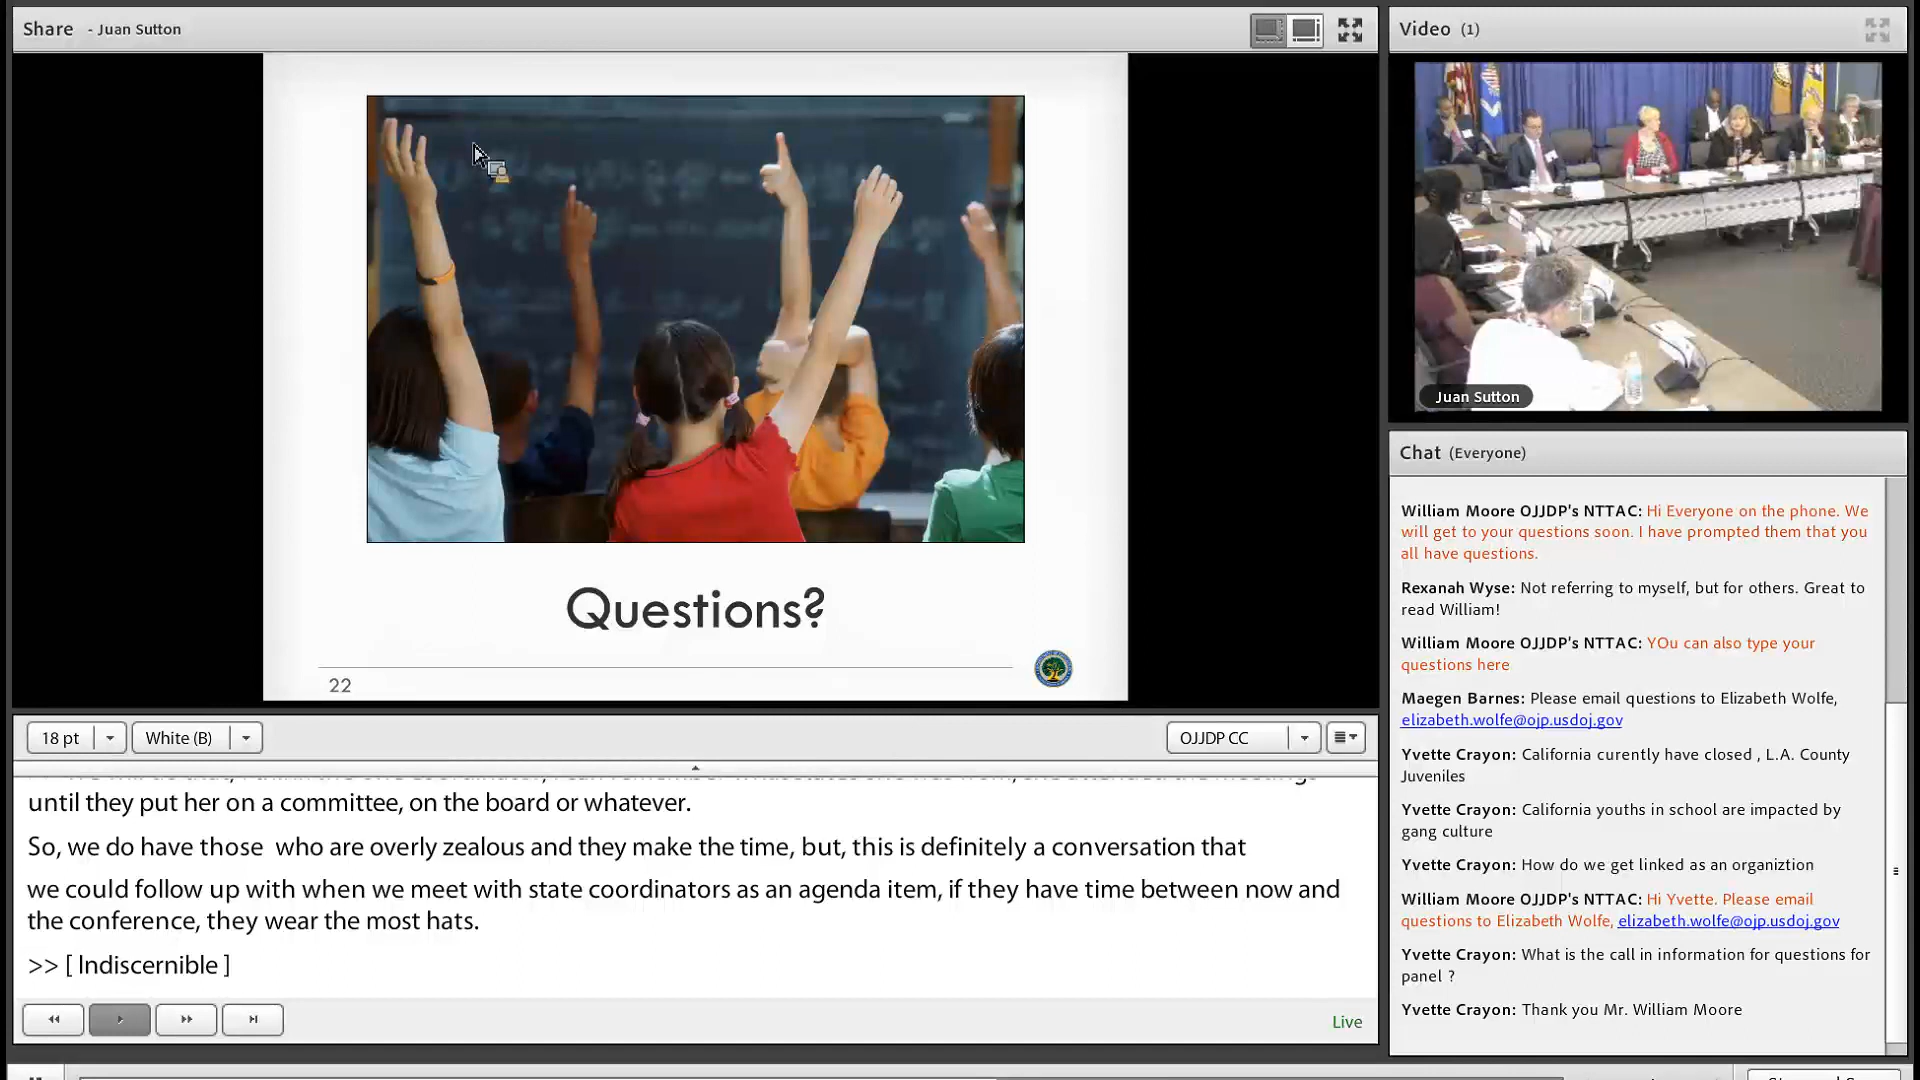 Share - Juan Sutton
Questions?
22
18 pt
White (B)
OJJDP CC
until they put her on a committee, on the board or whatever.
So, we do have those who are overly zealous and they make the time, but, this is definitely a conversation that
we could follow up with when we meet with state coordinators as an agenda item, if they have time between now and
the conference, they wear the most hats.
>> [ Indiscernible ]
Live
Video (1)
Juan Sutton
Chat (Everyone)
William Moore OJJDP's NTTAC: Hi Everyone on the phone. We
will get to your questions soon. I have prompted them that you
all have questions.
Rexanah Wyse: Not referring to myself, but for others. Great to
read William!
William Moore OJJDP's NTTAC: YOu can also type your
questions here
Maegen Barnes: Please email questions to Elizabeth Wolfe,
elizabeth.wolfe@ojp.usdoj.gov
Yvette Crayon: California curently have closed , L.A. County
Juveniles
Yvette Crayon: California youths in school are impacted by
gang culture
Yvette Crayon: How do we get linked as an organiztion
William Moore OJJDP's NTTAC: Hi Yvette. Please email
questions to Elizabeth Wolfe, elizabeth.wolfe@ojp.usdoj.gov
Yvette Crayon: What is the call in information for questions for
panel ?
Yvette Crayon: Thank you Mr. William Moore